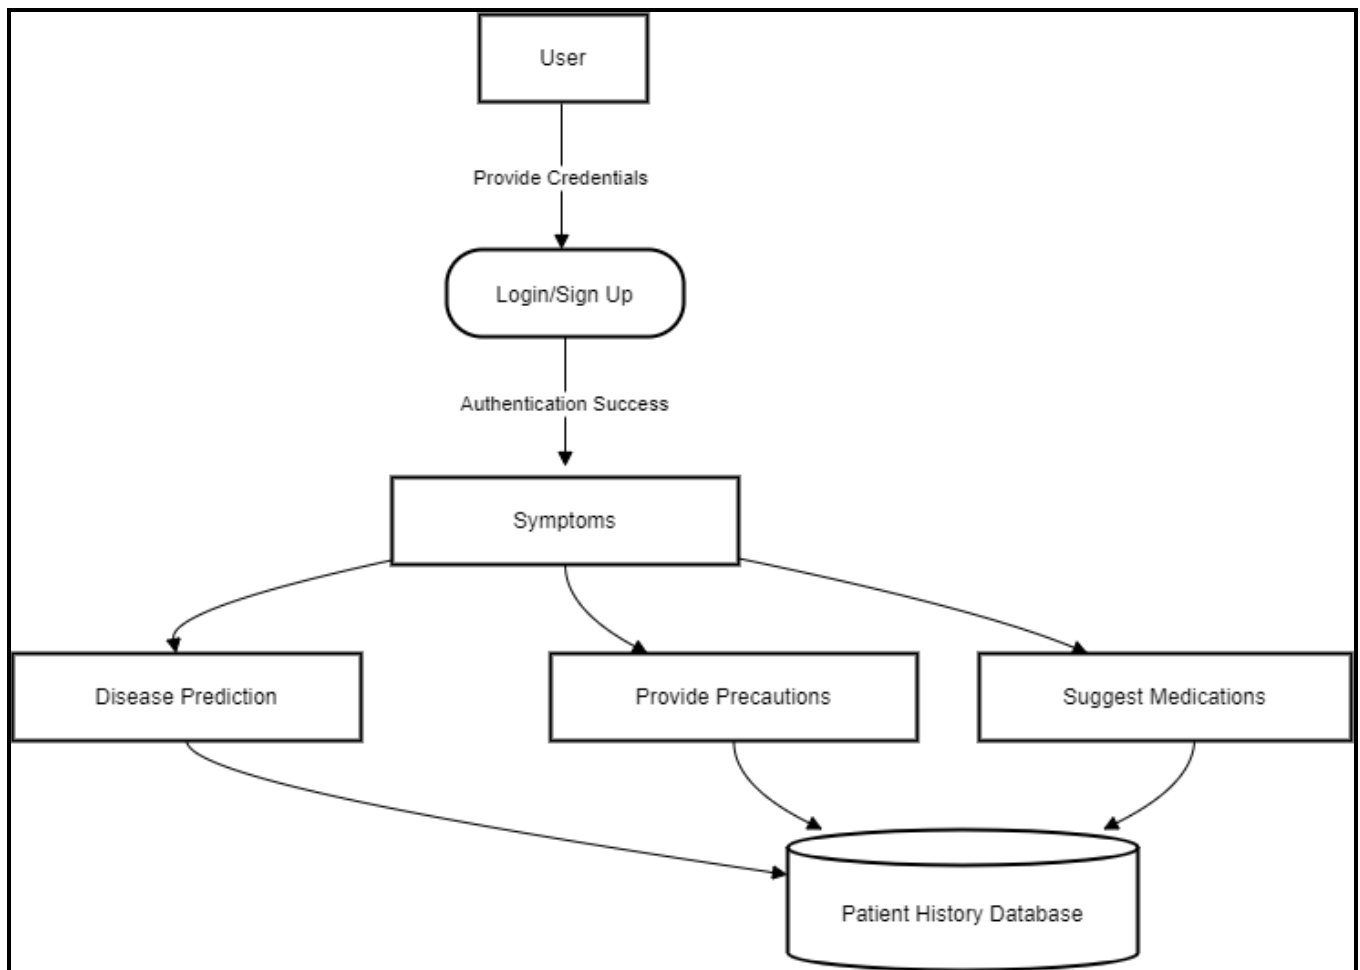 User
Provide Credentials
Login/Sign Up
Authentication Success
Symptoms
Disease Prediction
Provide Precautions
Suggest Medications
Patient History Database